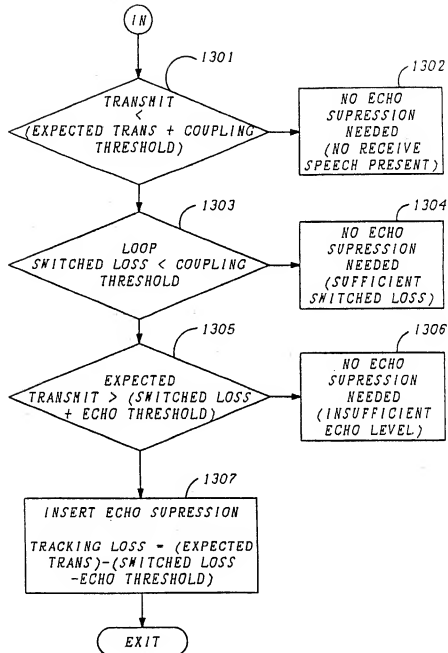 IN
1301
TRANSMIT
<
(EXPECTED TRANS + COUPLING
THRESHOLD)
1302
NO ECHO
SUPRESSION
NEEDED
(NO RECEIVE
SPEECH PRESENT)
1303
LOOP
SWITCHED LOSS < COUPLING
THRESHOLD
1304
NO ECHO
SUPRESSION
NEEDED
(SUFFICIENT
SWITCHED LOSS)
1305
EXPECTED
TRANSMIT > (SWITCHED LOSS
+ ECHO THRESHOLD)
1306
NO ECHO
SUPRESSION
NEEDED
(INSUFFICIENT
ECHO LEVEL)
1307
INSERT ECHO SUPRESSION
TRACKING LOSS = (EXPECTED
TRANS)-(SWITCHED LOSS
-ECHO THRESHOLD)
EXIT